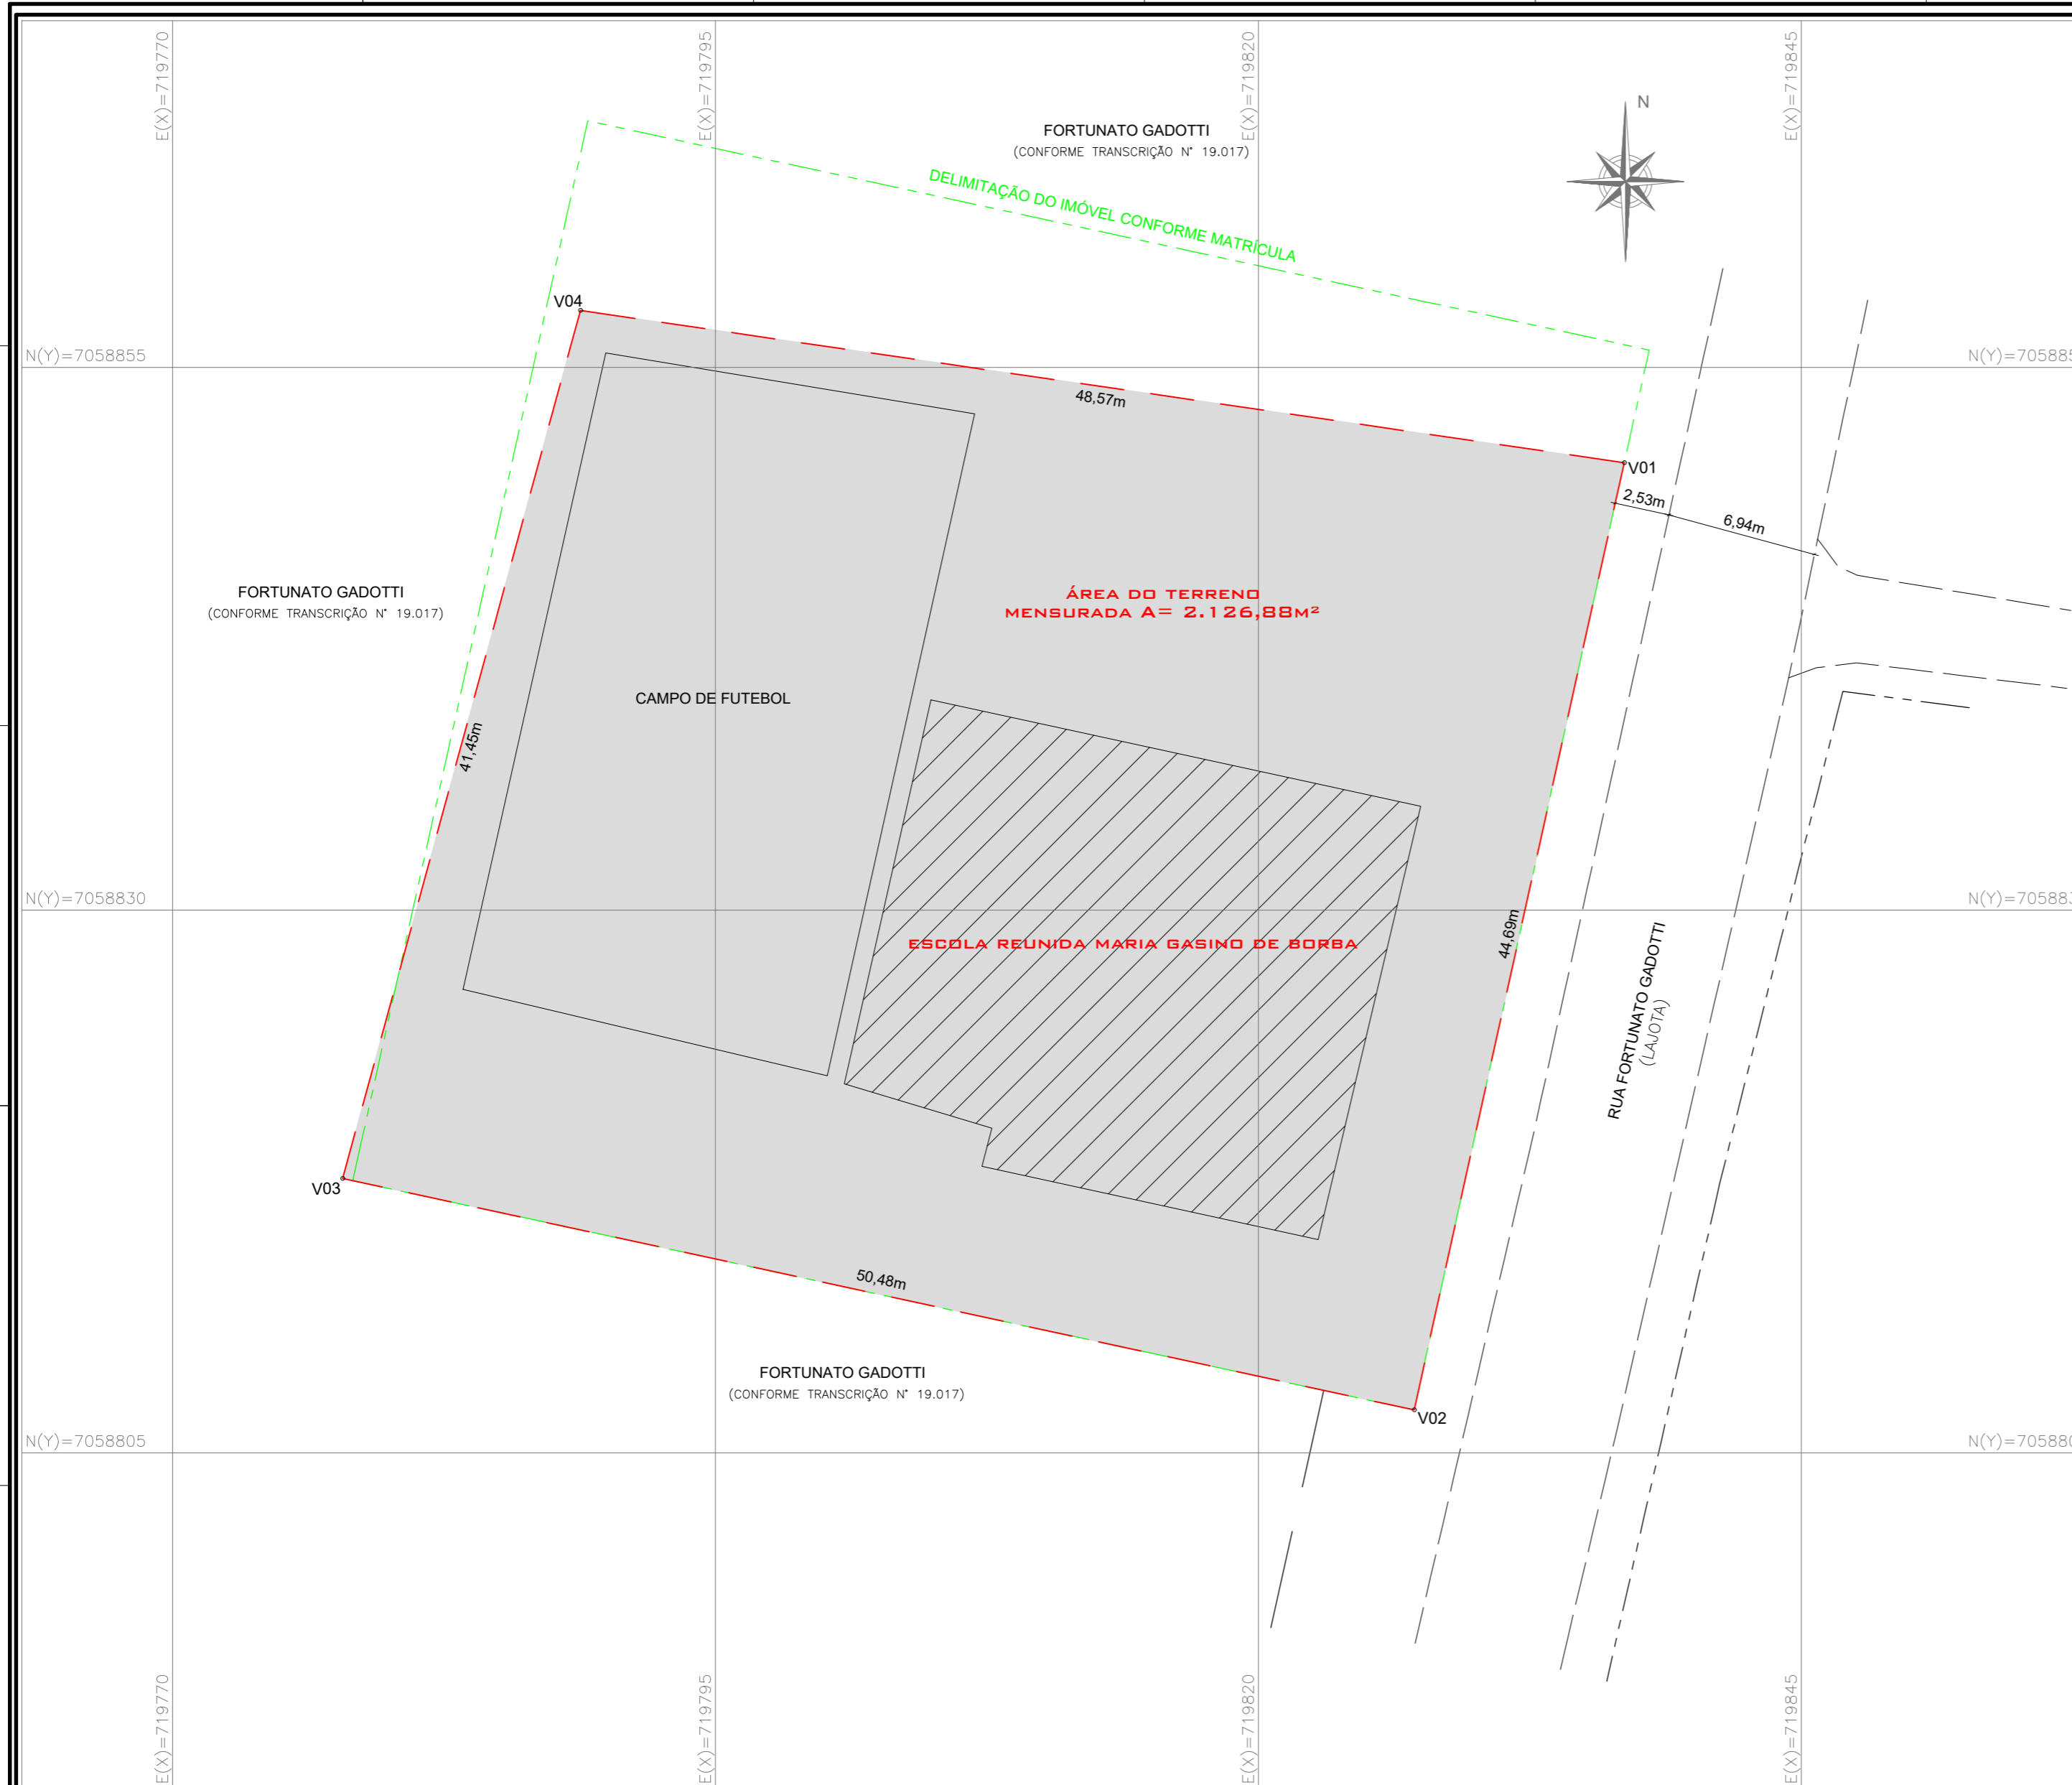 E(X)=719770
E(X)=719795
E(X)=719820
E(X)=719845
N
FORTUNATO GADOTTI
(CONFORME TRANSCRIÇÃO N° 19.017)
DELIMITAÇÃO DO IMÓVEL CONFORME MATRÍCULA
V04
N(Y)=7058855
N(Y)=705885
48,57m
V01
2,53m
6,94m
FORTUNATO GADOTTI
(CONFORME TRANSCRIÇÃO N° 19.017)
ÁREA DO TERRENO
MENSURADA A= 2.126,88M²
CAMPO DE FUTEBOL
41,45m
N(Y)=7058830
N(Y)=705883
ESCOLA REUNIDA MARIA GASINO DE BORBA
44,69m
RUA FORTUNATO GADOTTI
(LAJOTA)
V03
50,48m
FORTUNATO GADOTTI
(CONFORME TRANSCRIÇÃO N° 19.017)
V02
N(Y)=7058805
N(Y)=705880
E(X)=719770
E(X)=719795
E(X)=719820
E(X)=719845